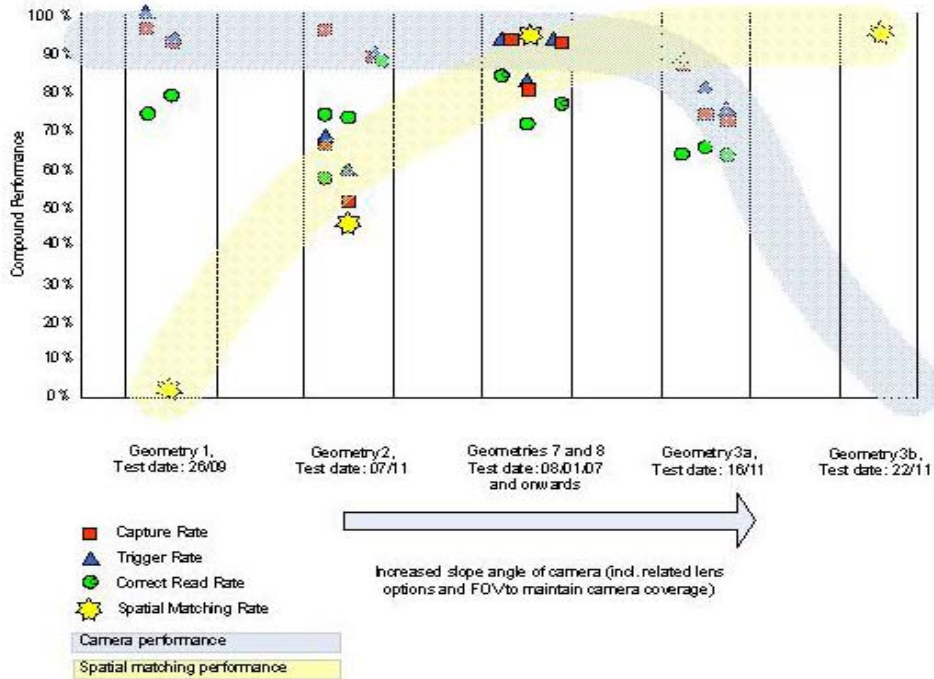 100 %
90 %
80 %
70 %
60 %
50 %
40 %
30 %
20 %
10 %
0 %
Compound Performance
Geometry 1,
Test date: 26/09
Geometry 2,
Test date: 07/11
Geometries 7 and 8
Test date: 08/01/07
and onwards
Geometry 3a,
Test date: 16/11
Geometry 3b,
Test date: 22/11
Increased slope angle of camera (incl. related lens
options and FOV to maintain camera coverage)
Capture Rate
Trigger Rate
Correct Read Rate
Spatial Matching Rate
Camera performance
Spatial matching performance